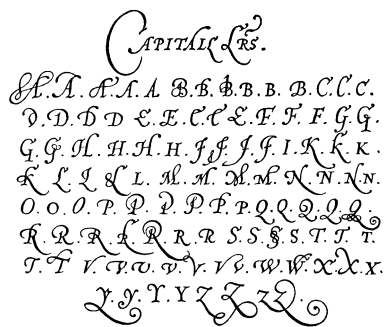 CAPITALL LRS.
A. A. A. A. A B. B. B. B. B. B. C. C. C.
D. D. D D E. E. E. E. E. F. F. F. G. G.
G. G. H. H. H. H. J. J. J. J. I. K. K K.
K L L L L. M. M. M. M. N. N. N. N.
O. O. O. P. P. P. P. P. P. Q. Q. Q. Q. Q.
R. R. R. R. R. R. R S. S. S. S. T. T. T.
T. T V. V. V. V. V. V. V. W. W. X. X. X
Y. Y. Y. Y Z Z z Z.